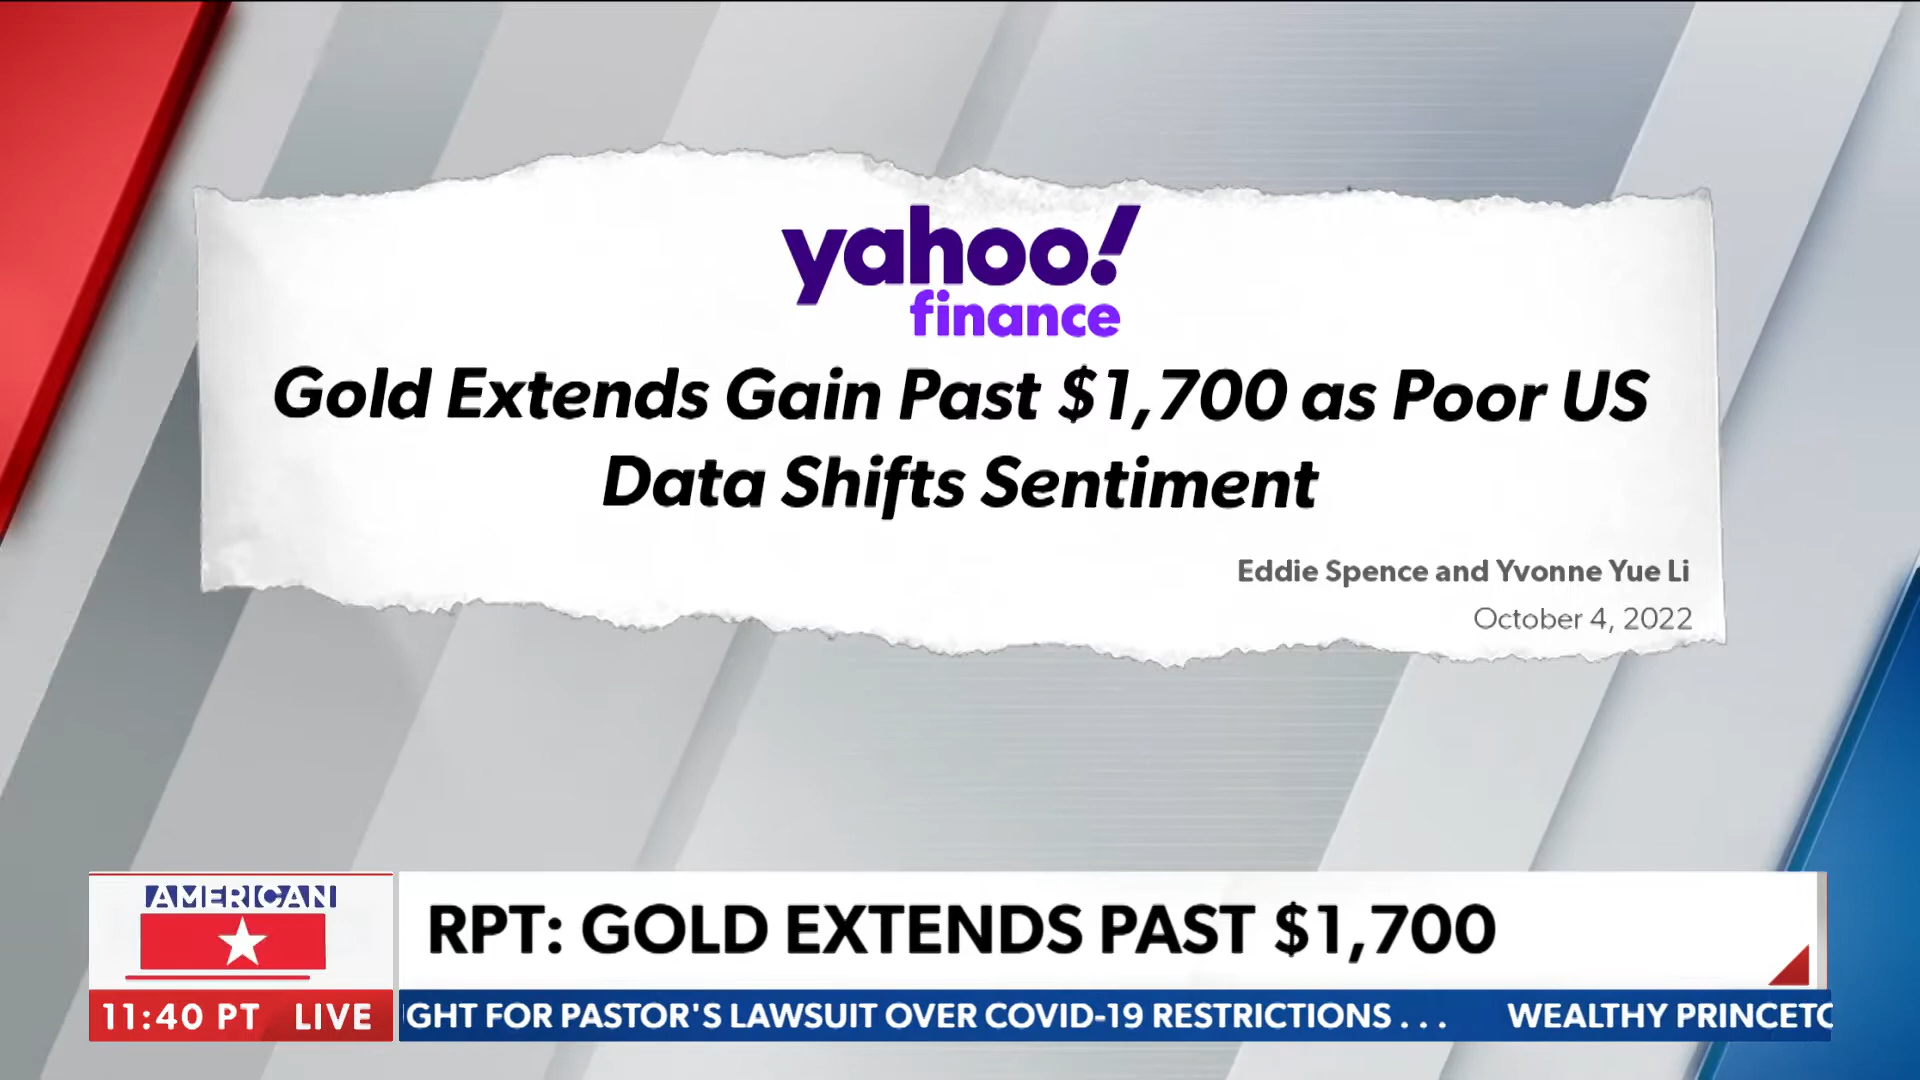 yahoo!
finance
Gold Extends Gain Past $1,700 as Poor US
Data Shifts Sentiment
Eddie Spence and Yvonne Yue Li
October 4, 2022
AMERICAN
RPT: GOLD EXTENDS PAST $1,700
11:40 PT LIVE
FOR PASTOR'S LAWSUIT OVER COVID-19 RESTRICTIONS . . . WEALTHY